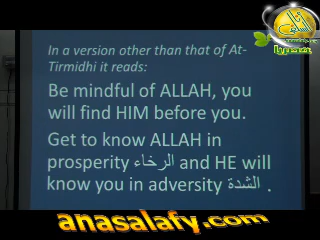 In a version other than that of At-
Tirmidhi it reads:
Be mindful of ALLAH, you
will find HIM before you.
Get to know ALLAH in
prosperity الرخاء and HE will
know you in adversity الشدة .
anasalafy.com